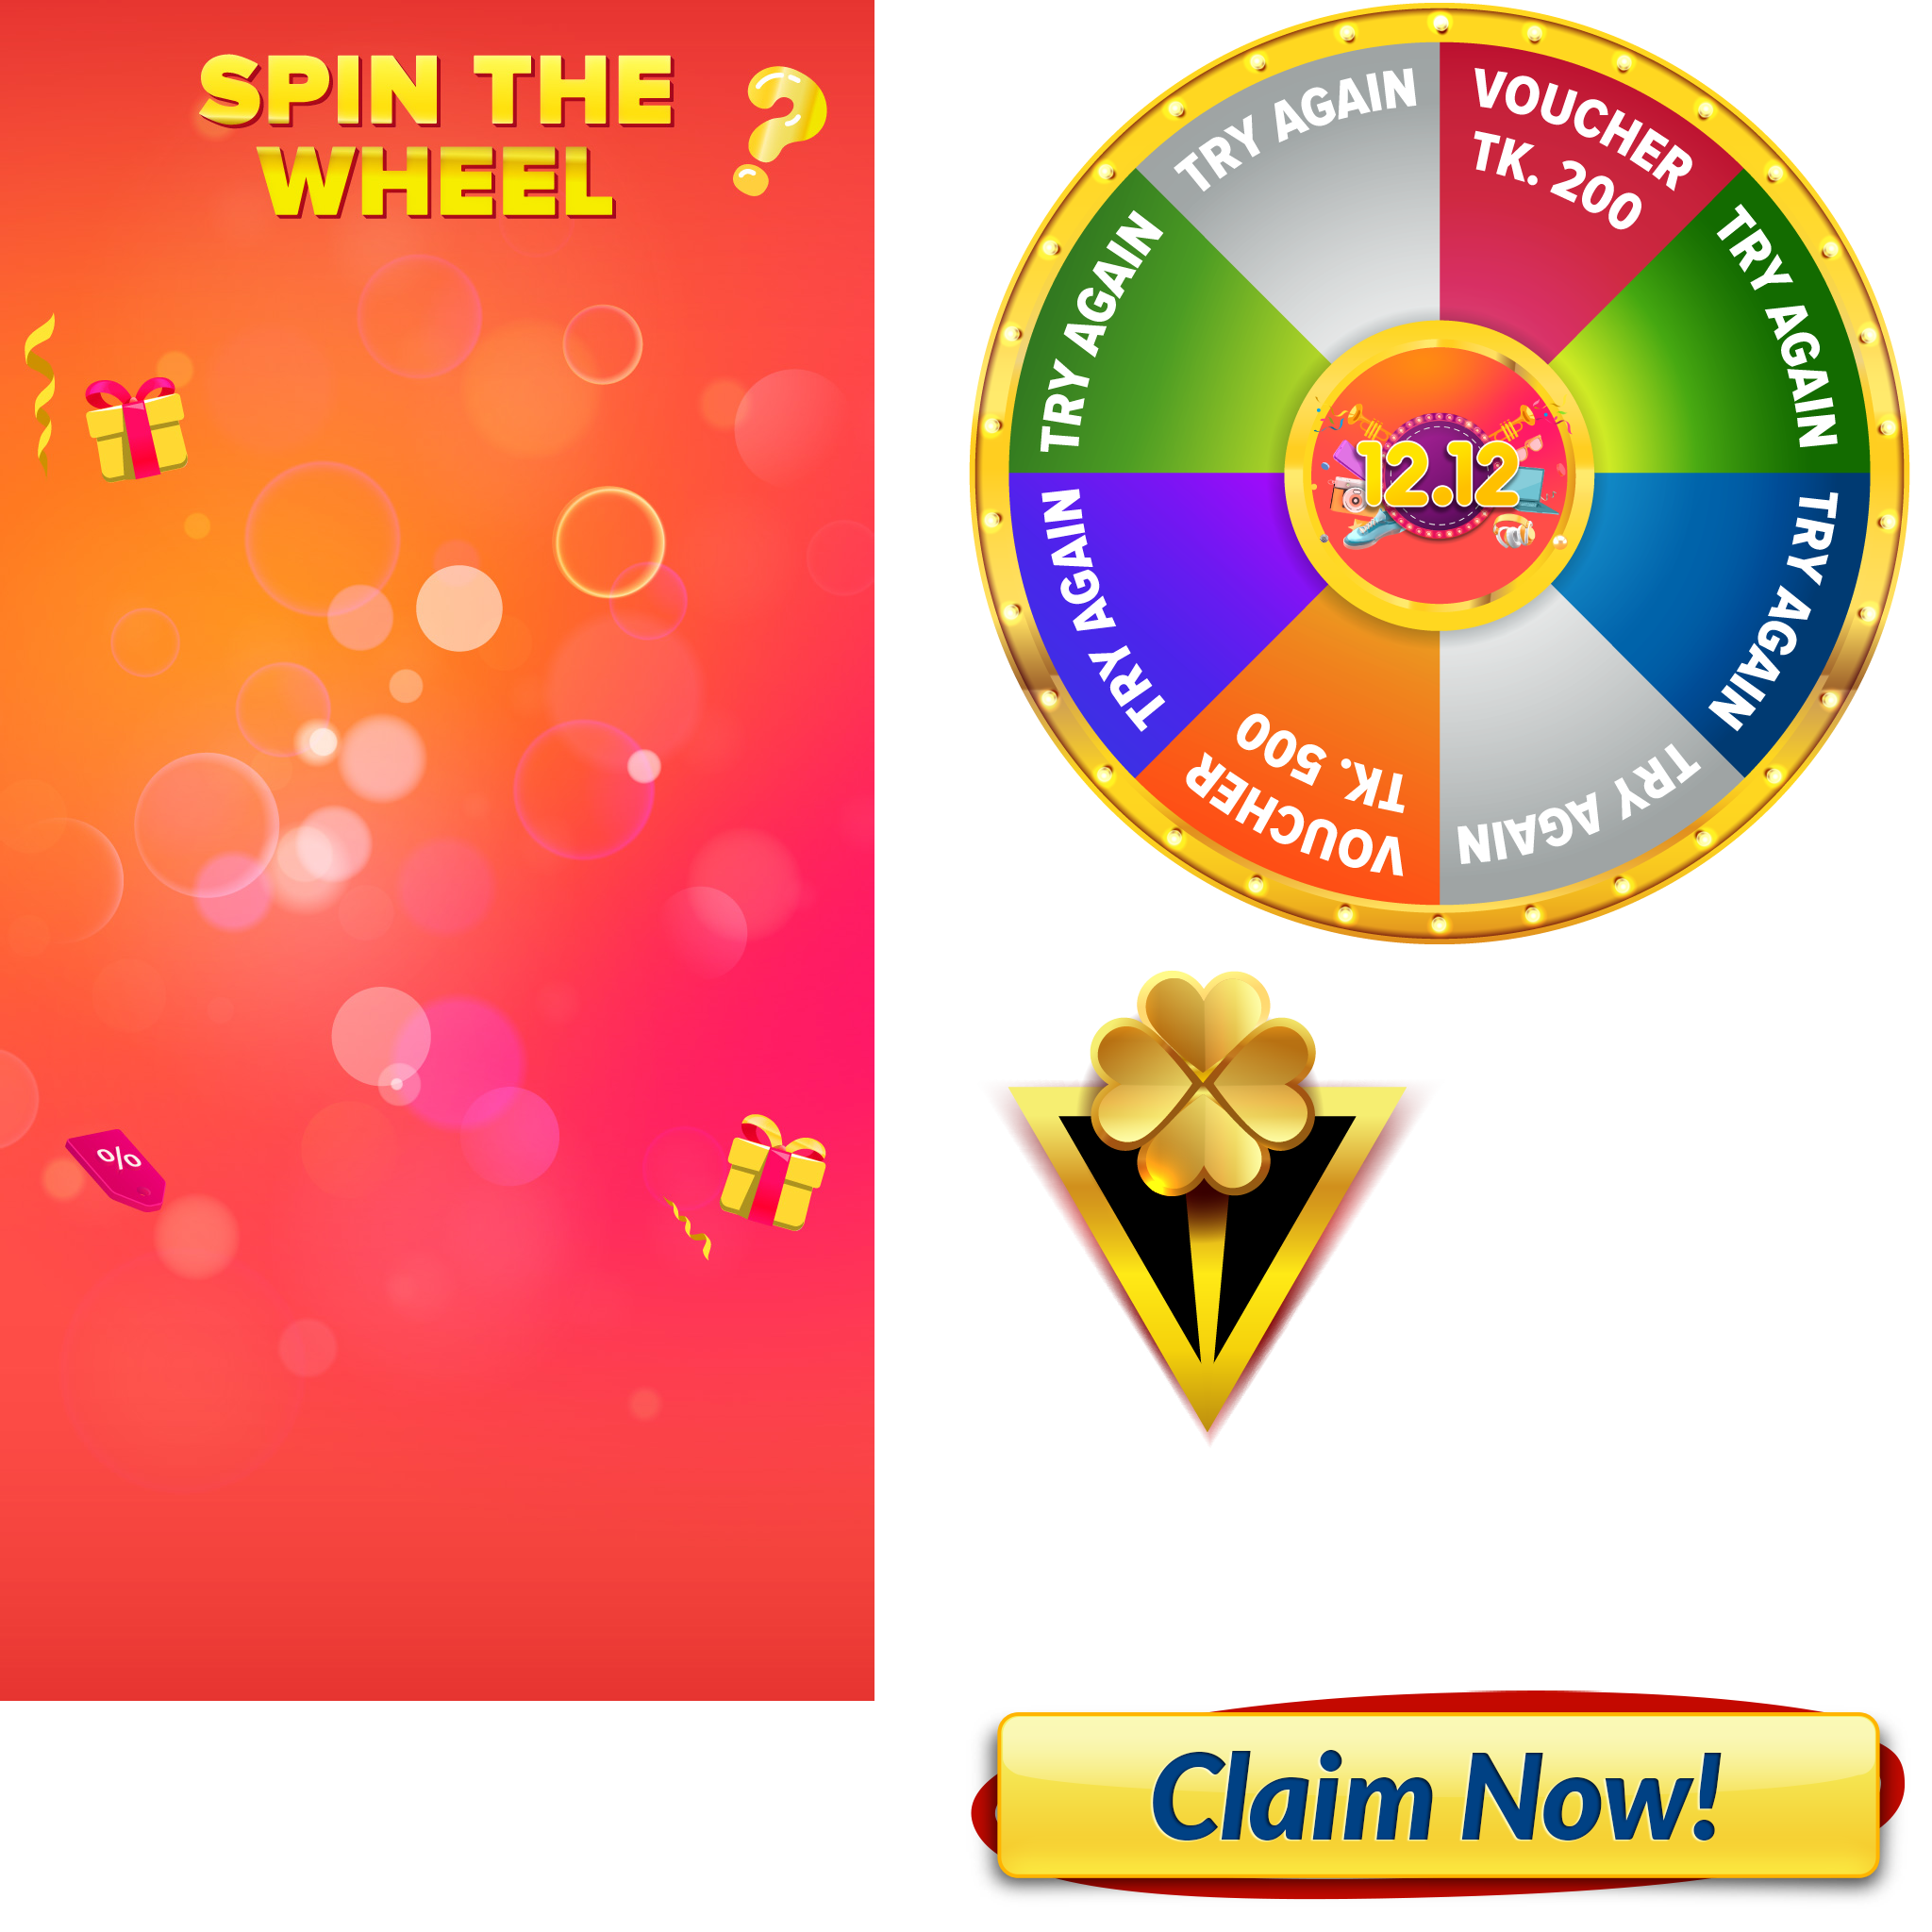 SPIN THE
WHEEL
%
TRY AGAIN
VOUCHER
TK. 200
TRY AGAIN
TRY AGAIN
TRY AGAIN
VOUCHER
TK. 500
TRY AGAIN
TRY AGAIN
12.12
Claim Now!